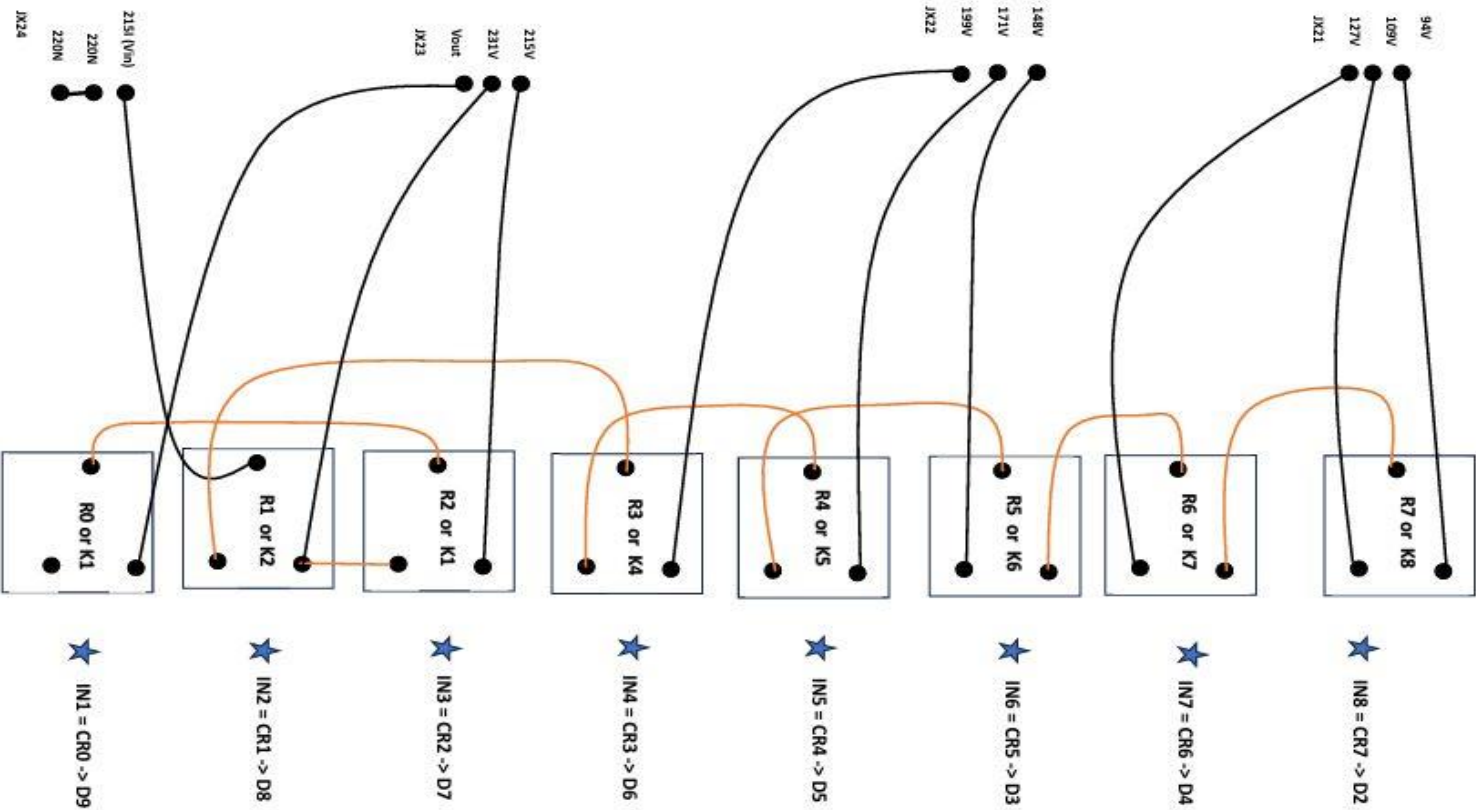 JX24
220N
220N
215I (Vin)
JX23
Vout
231V
215V
JX22
199V
171V
148V
JX21
127V
109V
94V
R0 or K1
R1 or K2
R2 or K1
R3 or K4
R4 or K5
R5 or K6
R6 or K7
R7 or K8
IN1 = CR0 -> D9
IN2 = CR1 -> D8
IN3 = CR2 -> D7
IN4 = CR3 -> D6
IN5 = CR4 -> D5
IN6 = CR5 -> D3
IN7 = CR6 -> D4
IN8 = CR7 -> D2